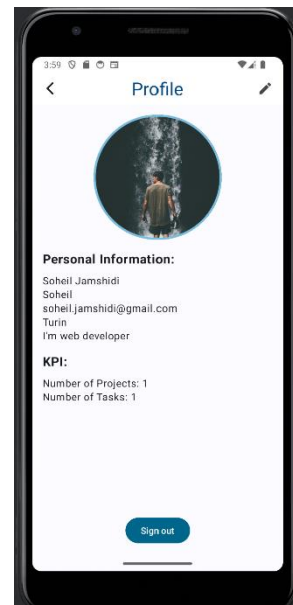 3:59
Profile
Personal Information:
Soheil Jamshidi
Soheil
soheil.jamshidi@gmail.com
Turin
I'm web developer
KPI:
Number of Projects: 1
Number of Tasks: 1
Sign out